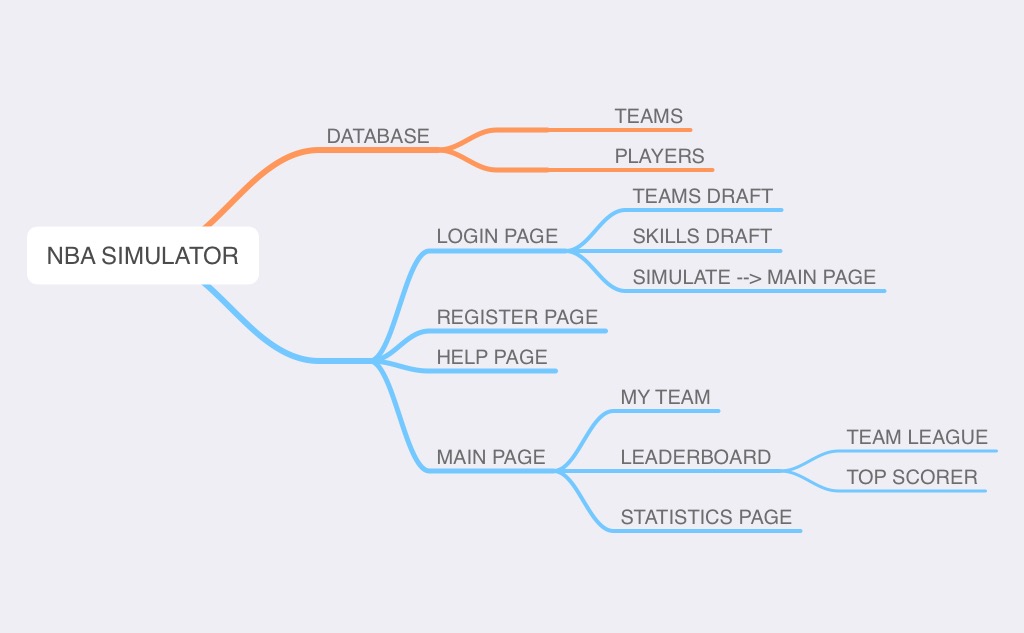 NBA SIMULATOR
DATABASE
TEAMS
PLAYERS
LOGIN PAGE
TEAMS DRAFT
SKILLS DRAFT
SIMULATE --> MAIN PAGE
REGISTER PAGE
HELP PAGE
MAIN PAGE
MY TEAM
LEADERBOARD
TEAM LEAGUE
TOP SCORER
STATISTICS PAGE